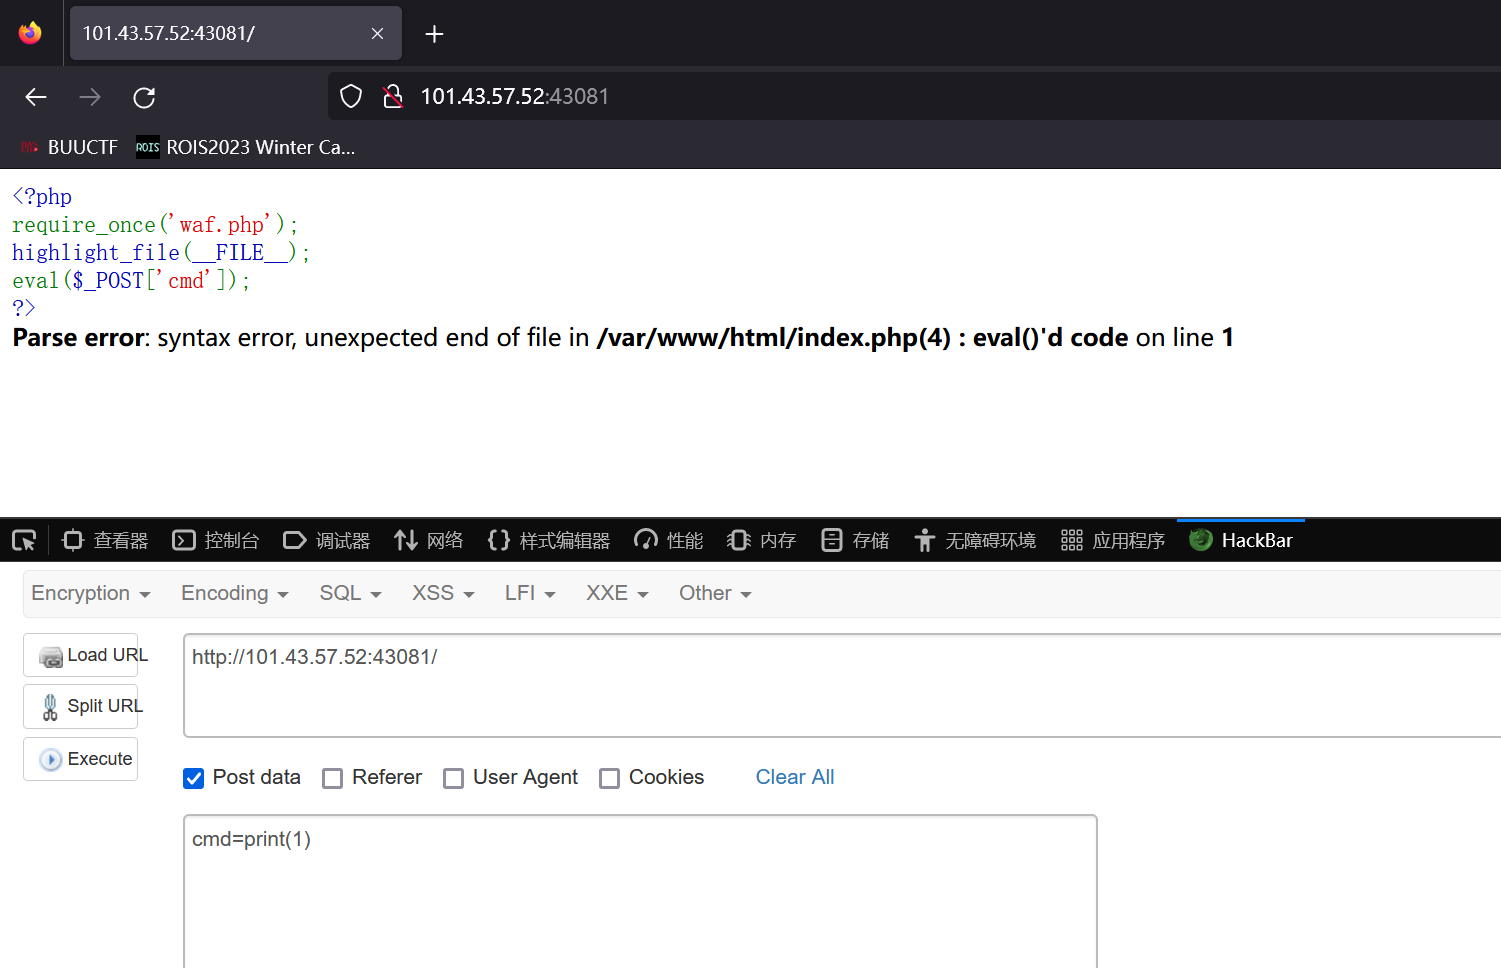 101.43.57.52:43081/
101.43.57.52:43081
BUUCTF ROIS ROIS2023 Winter Ca...
<?php
require_once('waf.php');
highlight_file(__FILE__);
eval($_POST['cmd']);
?>
Parse error: syntax error, unexpected end of file in /var/www/html/index.php(4) : eval()'d code on line 1
查看器 控制台 调试器 网络 样式编辑器 性能 内存 存储 无障碍环境 应用程序 HackBar
Encryption Encoding SQL XSS LFI XXE Other
Load URL
http://101.43.57.52:43081/
Split URL
Execute
Post data Referer User Agent Cookies Clear All
cmd=print(1)